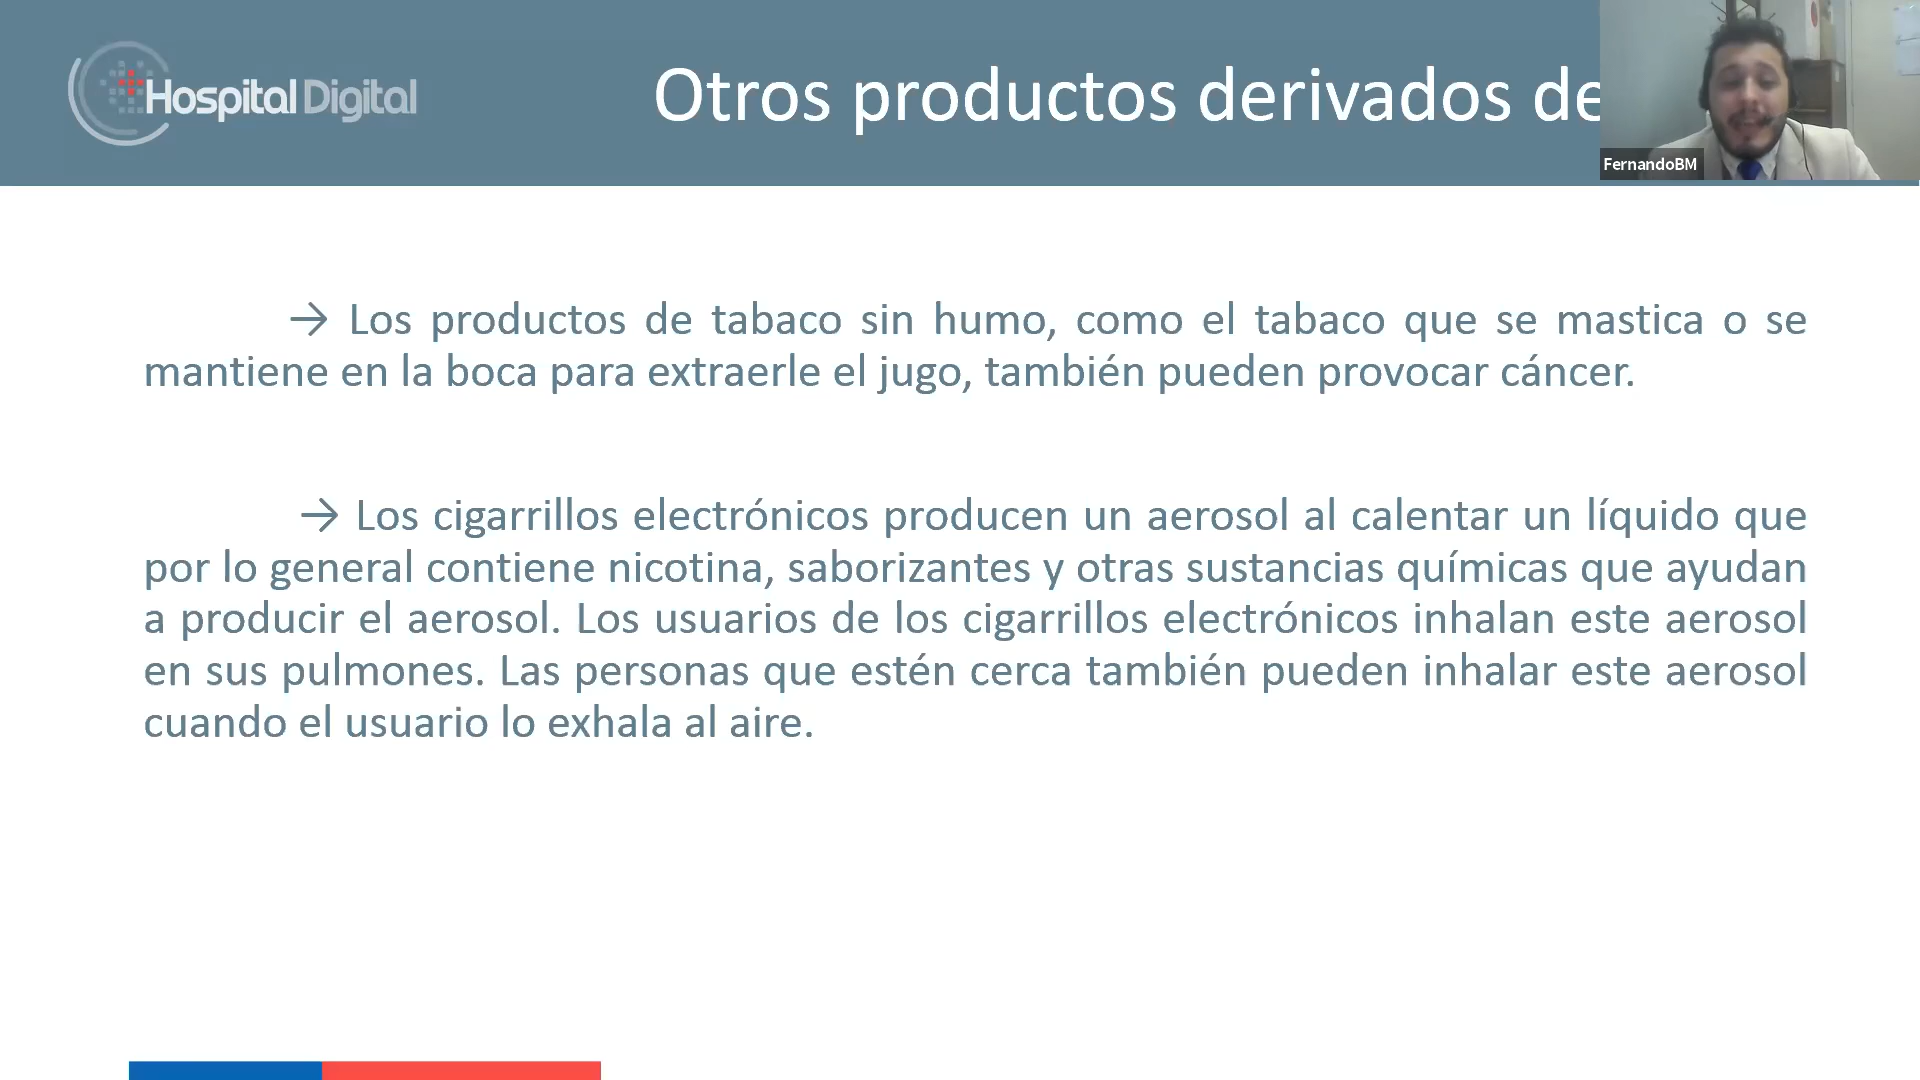 Hospital Digital
Otros productos derivados de
FernandoBM
→ Los productos de tabaco sin humo, como el tabaco que se mastica o se
mantiene en la boca para extraerle el jugo, también pueden provocar cáncer.
→ Los cigarrillos electrónicos producen un aerosol al calentar un líquido que
por lo general contiene nicotina, saborizantes y otras sustancias químicas que ayudan
a producir el aerosol. Los usuarios de los cigarrillos electrónicos inhalan este aerosol
en sus pulmones. Las personas que estén cerca también pueden inhalar este aerosol
cuando el usuario lo exhala al aire.